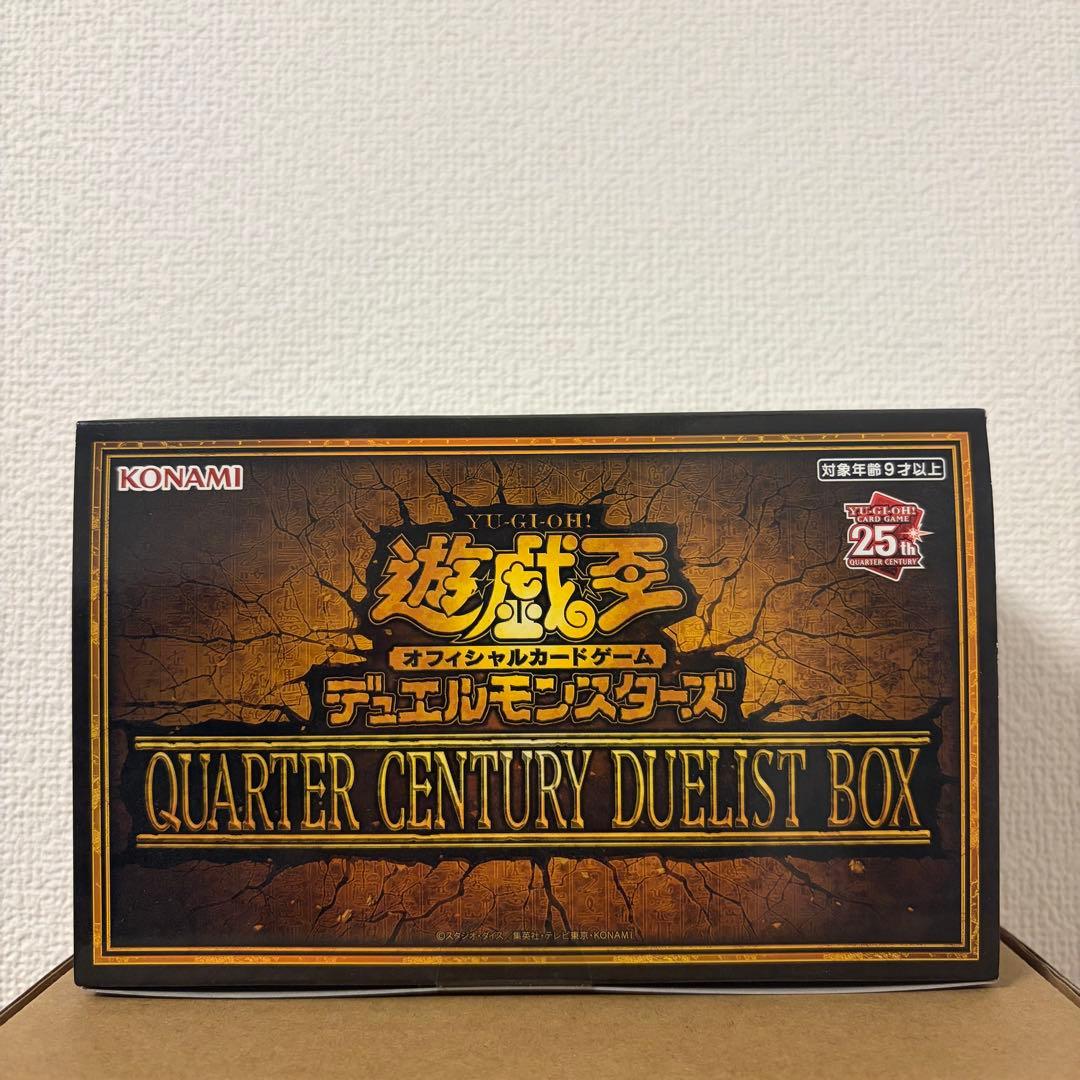 KONAMI
対象年齢9才以上
YU-GI-OH!
CARD GAME
25th
QUARTER CENTURY
YU-GI-OH!
遊戯王
オフィシャルカードゲーム
デュエルモンスターズ
QUARTER CENTURY DUELIST BOX
©スタジオ・ダイス／集英社・テレビ東京・KONAMI